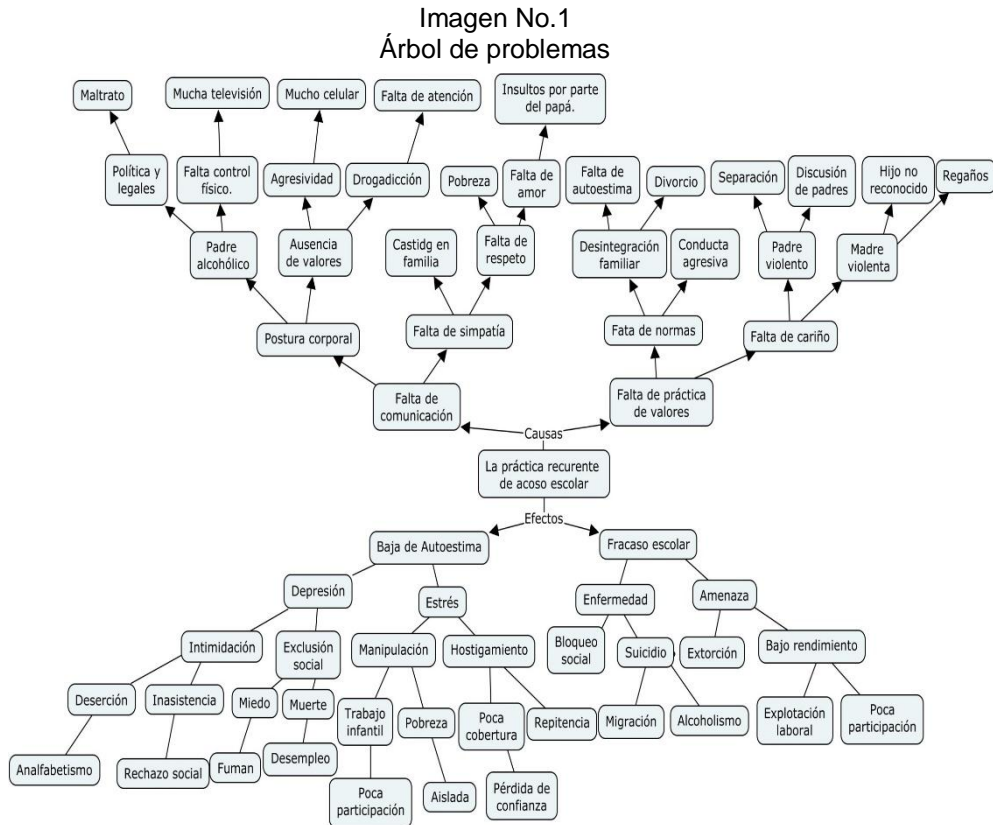 Imagen No.1
Árbol de problemas
Maltrato
Mucha televisión
Mucho celular
Falta de atención
Insultos por parte
del papá.
Política y
legales
Falta control
físico.
Agresividad
Drogadicción
Pobreza
Falta de
amor
Falta de
autoestima
Divorcio
Separación
Discusión
de padres
Hijo no
reconocido
Regaños
Padre
alcohólico
Ausencia
de valores
Castidg en
familia
Falta de
respeto
Desintegración
familiar
Conducta
agresiva
Padre
violento
Madre
violenta
Postura corporal
Falta de simpatía
Fata de normas
Falta de cariño
Falta de
comunicación
Falta de práctica
de valores
Causas
La práctica recurente
de acoso escolar
Efectos
Baja de Autoestima
Fracaso escolar
Depresión
Estrés
Enfermedad
Amenaza
Intimidación
Exclusión
social
Manipulación
Hostigamiento
Bloqueo
social
Suicidio
Extorción
Bajo rendimiento
Deserción
Inasistencia
Miedo
Muerte
Trabajo
infantil
Pobreza
Poca
cobertura
Repitencia
Migración
Alcoholismo
Explotación
laboral
Poca
participación
Analfabetismo
Rechazo social
Fuman
Desempleo
Poca
participación
Aislada
Pérdida de
confianza